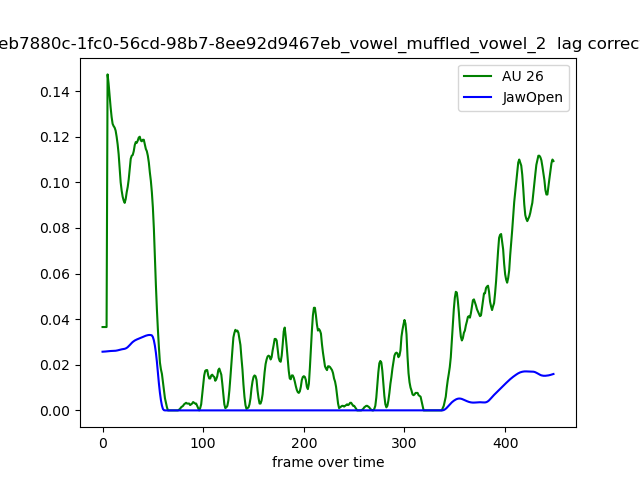 eb7880c-1fc0-56cd-98b7-8ee92d9467eb_vowel_muffled_vowel_2 lag correc
AU 26
JawOpen
0.14
0.12
0.10
0.08
0.06
0.04
0.02
0.00
0 100 200 300 400
frame over time